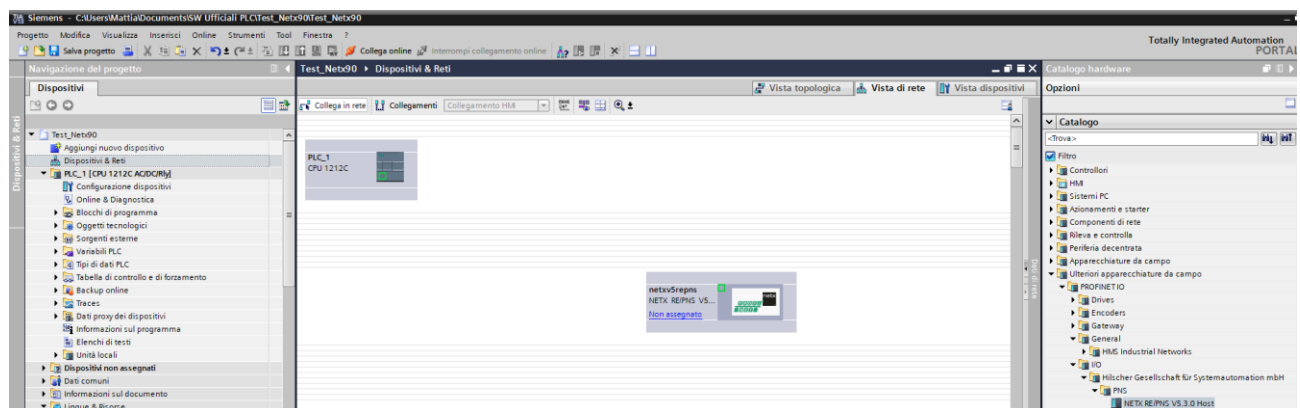 Siemens - C:\Users\Mattia\Documents\SW Ufficiali PLC\Test_Netx90\Test_Netx90
Progetto Modifica Visualizza Inserisci Online Strumenti Tool Finestra ?
Totally Integrated Automation
PORTAL
Salva progetto
Collega online
Interrompi collegamento online
Navigazione del progetto
Test_Netx90 Dispositivi & Reti
Catalogo hardware
Dispositivi
Vista topologica
Vista di rete
Vista dispositivi
Opzioni
Collega in rete
Collegamenti
Collegamento HMI
Dispositivi & Reti
Test_Netx90
Aggiungi nuovo dispositivo
Dispositivi & Reti
PLC_1 [CPU 1212C AC/DC/Rly]
Configurazione dispositivi
Online & Diagnostica
Blocchi di programma
Oggetti tecnologici
Sorgenti esterne
Variabili PLC
Tipi di dati PLC
Tabella di controllo e di forzamento
Backup online
Traces
Dati proxy dei dispositivi
Informazioni sul programma
Elenchi di testi
Unità locali
Dispositivi non assegnati
Dati comuni
Informazioni sul documento
Lingue & Risorse
PLC_1
CPU 1212C
netxv5repns
NETX RE/PNS V5...
Non assegnato
Dati di rete
Catalogo
<Trova>
Filtro
Controllori
HMI
Sistemi PC
Azionamenti e starter
Componenti di rete
Rileva e controlla
Periferia decentrata
Apparecchiature da campo
Ulteriori apparecchiature da campo
PROFINET IO
Drives
Encoders
Gateway
General
HMS Industrial Networks
I/O
Hilscher Gesellschaft für Systemautomation mbH
PNS
NETX RE/PNS V5.3.0 Host